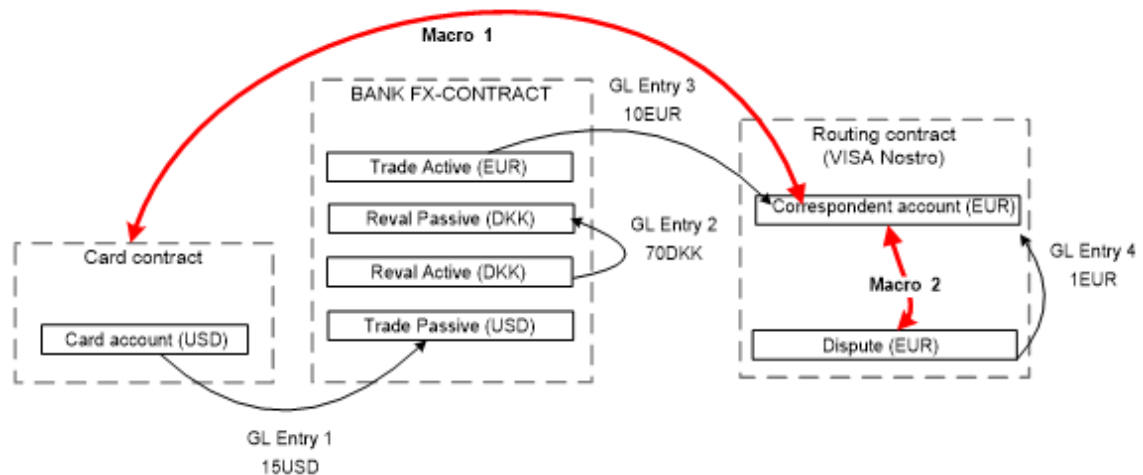 Macro 1
BANK FX-CONTRACT
GL Entry 3
10EUR
Routing contract
(VISA Nostro)
Trade Active (EUR)
Reval Passive (DKK)
Reval Active (DKK)
Trade Passive (USD)
GL Entry 2
70DKK
Correspondent account (EUR)
GL Entry 4
1EUR
Macro 2
Dispute (EUR)
Card contract
Card account (USD)
GL Entry 1
15USD